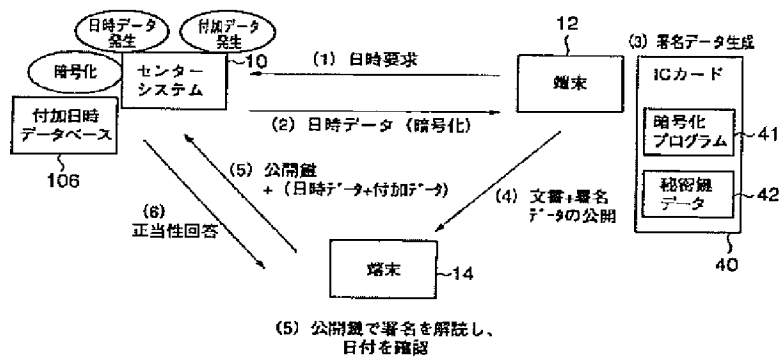 日時データ
発生
付加データ
発生
暗号化
センター
システム
10
付加日時
データベース
106
(1) 日時要求
(2) 日時データ (暗号化)
12
端末
(3) 署名データ生成
ICカード
暗号化
プログラム
41
秘密鍵
データ
42
40
(4) 文書+署名
データの公開
(5) 公開鍵
+ (日時データ+付加データ)
(6)
正当性回答
端末
14
(5) 公開鍵で署名を解読し、
日付を確認